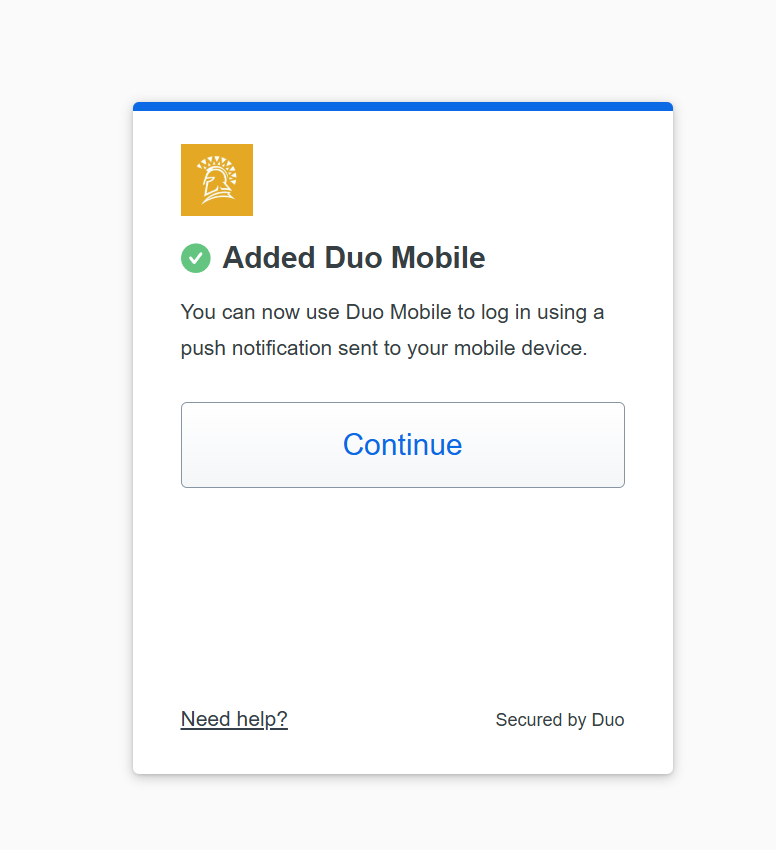 Added Duo Mobile
You can now use Duo Mobile to log in using a
push notification sent to your mobile device.
Continue
Need help?
Secured by Duo